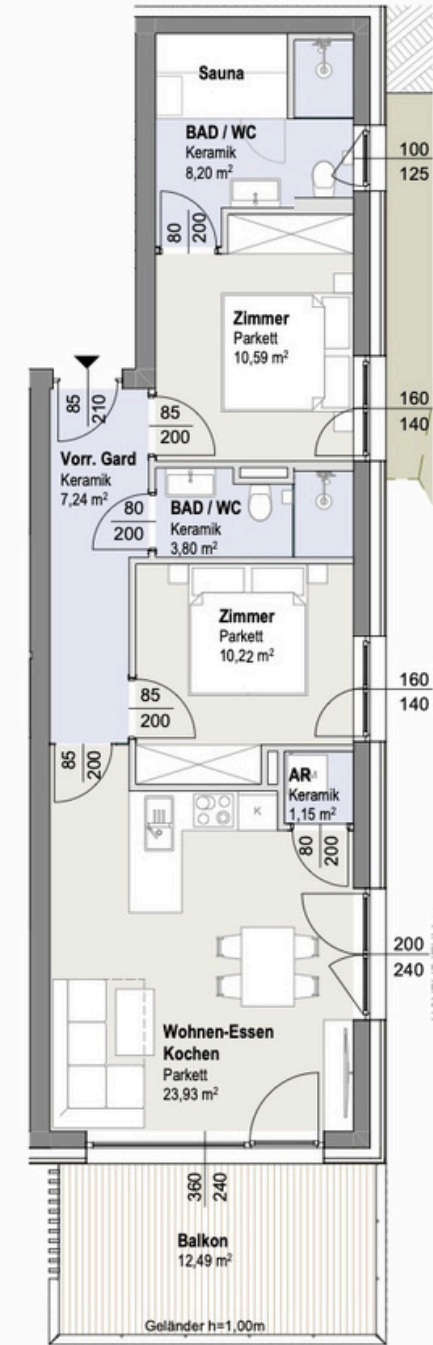 Sauna
BAD / WC
Keramik
8,20 m²
100
125
80
200
Zimmer
Parkett
10,59 m²
160
140
85
210
85
200
Vorr. Gard
Keramik
7,24 m²
80
200
BAD / WC
Keramik
3,80 m²
Zimmer
Parkett
10,22 m²
160
140
85
200
85
200
AR
Keramik
1,15 m²
K
80
200
200
240
Wohnen-Essen
Kochen
Parkett
23,93 m²
360
240
Balkon
12,49 m²
Geländer h=1,00m